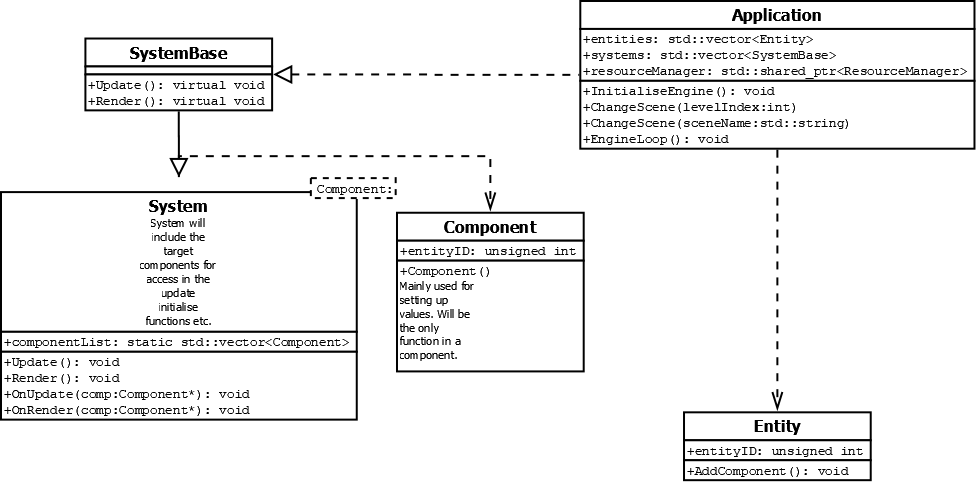 SystemBase
+Update(): virtual void
+Render(): virtual void
Application
+entities: std::vector<Entity>
+systems: std::vector<SystemBase>
+resourceManager: std::shared_ptr<ResourceManager>
+InitialiseEngine(): void
+ChangeScene(levelIndex:int)
+ChangeScene(sceneName:std::string)
+EngineLoop(): void
Component:
System
System will
include the
target
components for
access in the
update
initialise
functions etc.
+componentList: static std::vector<Component>
+Update(): void
+Render(): void
+OnUpdate(comp:Component*): void
+OnRender(comp:Component*): void
Component
+entityID: unsigned int
+Component()
Mainly used for
setting up
values. Will be
the only
function in a
component.
Entity
+entityID: unsigned int
+AddComponent(): void